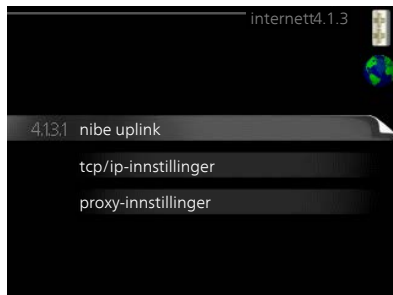 internett4.1.3
4.1.3.1 nibe uplink
tcp/ip-innstillinger
proxy-innstillinger